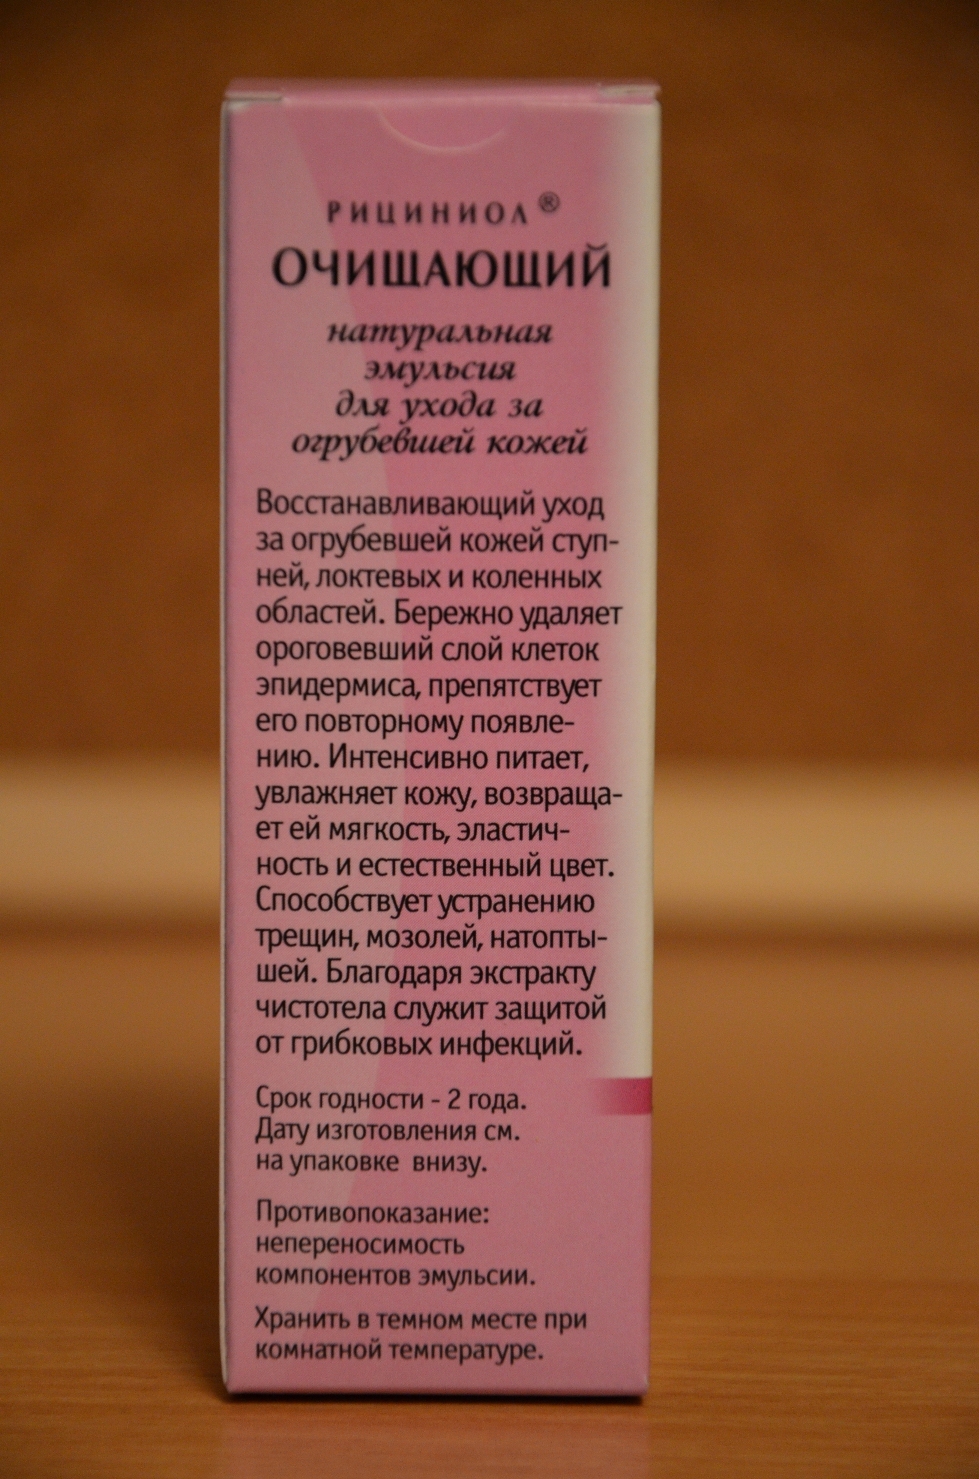 РИЦИНИОЛ®
ОЧИЩАЮЩИЙ
натуральная
эмульсия
для ухода за
огрубевшей кожей
Восстанавливающий уход
за огрубевшей кожей ступ-
ней, локтевых и коленных
областей. Бережно удаляет
ороговевший слой клеток
эпидермиса, препятствует
его повторному появле-
нию. Интенсивно питает,
увлажняет кожу, возвраща-
ет ей мягкость, эластич-
ность и естественный цвет.
Способствует устранению
трещин, мозолей, натопты-
шей. Благодаря экстракту
чистотела служит защитой
от грибковых инфекций.
Срок годности - 2 года.
Дату изготовления см.
на упаковке внизу.
Противопоказание:
непереносимость
компонентов эмульсии.
Хранить в темном месте при
комнатной температуре.